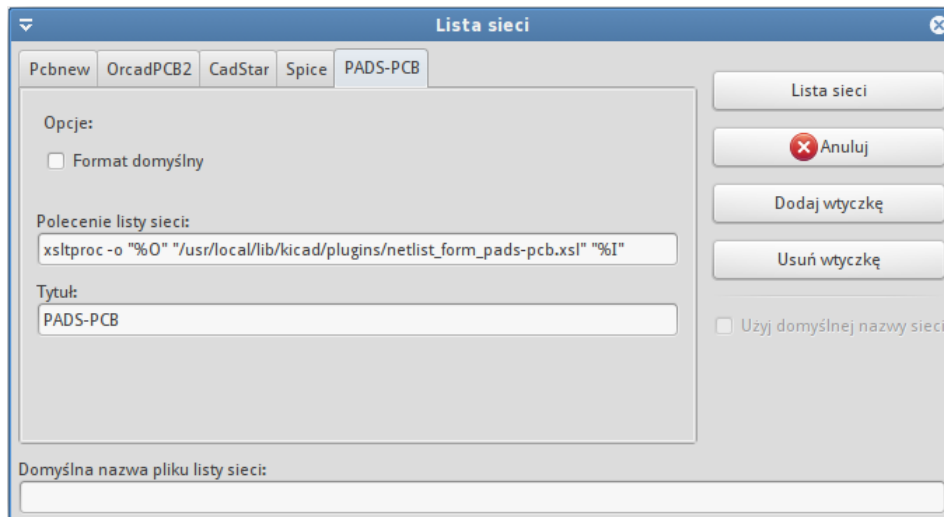 Lista sieci
Pcbnew OrcadPCB2 CadStar Spice PADS-PCB
Opcje:
Format domyślny
Polecenie listy sieci:
xsltproc -o "%O" "/usr/local/lib/kicad/plugins/netlist_form_pads-pcb.xsl" "%I"
Tytuł:
PADS-PCB
Lista sieci
Anuluj
Dodaj wtyczkę
Usuń wtyczkę
Użyj domyślnej nazwy sieci
Domyślna nazwa pliku listy sieci: